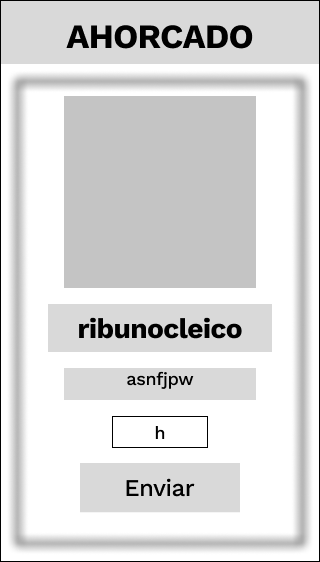 AHORCADO
ribunocleico
asnfjpw
h
Enviar